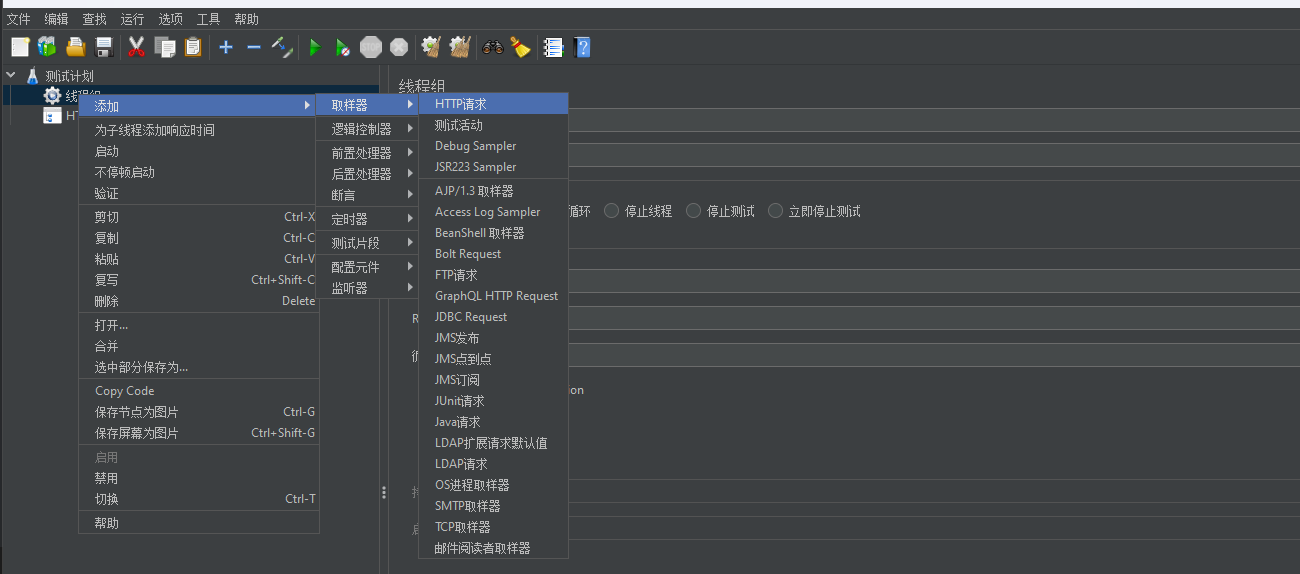 文件 编辑 查找 运行 选项 工具 帮助
STOP
测试计划
线程组
HT
线程组
添加
为子线程添加响应时间
启动
不停顿启动
验证
剪切 Ctrl-X
复制 Ctrl-C
粘贴 Ctrl-V
复写 Ctrl+Shift-C
删除 Delete
打开...
合并
选中部分保存为...
Copy Code
保存节点为图片 Ctrl-G
保存屏幕为图片 Ctrl+Shift-G
启用
禁用
切换 Ctrl-T
帮助
取样器
逻辑控制器
前置处理器
后置处理器
断言
定时器
测试片段
配置元件
监听器
HTTP请求
测试活动
Debug Sampler
JSR223 Sampler
AJP/1.3 取样器
Access Log Sampler
BeanShell 取样器
Bolt Request
FTP请求
GraphQL HTTP Request
JDBC Request
JMS发布
JMS点到点
JMS订阅
JUnit请求
Java请求
LDAP扩展请求默认值
LDAP请求
OS进程取样器
SMTP取样器
TCP取样器
邮件阅读者取样器
循环 停止线程 停止测试 立即停止测试
R
ion